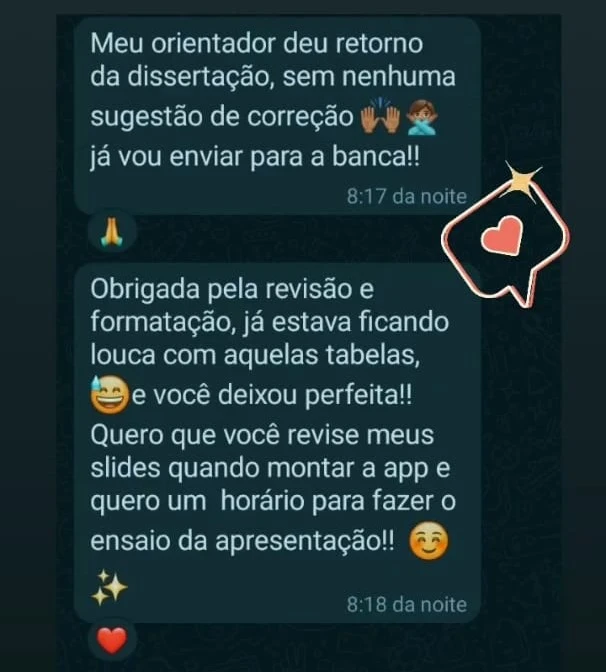 Meu orientador deu retorno
da dissertação, sem nenhuma
sugestão de correção 🙌🏾🙅🏾
já vou enviar para a banca!!
8:17 da noite
🙏
Obrigada pela revisão e
formatação, já estava ficando
louca com aquelas tabelas,
😅e você deixou perfeita!!
Quero que você revise meus
slides quando montar a app e
quero um horário para fazer o
ensaio da apresentação!! ☺️
✨
8:18 da noite
❤️